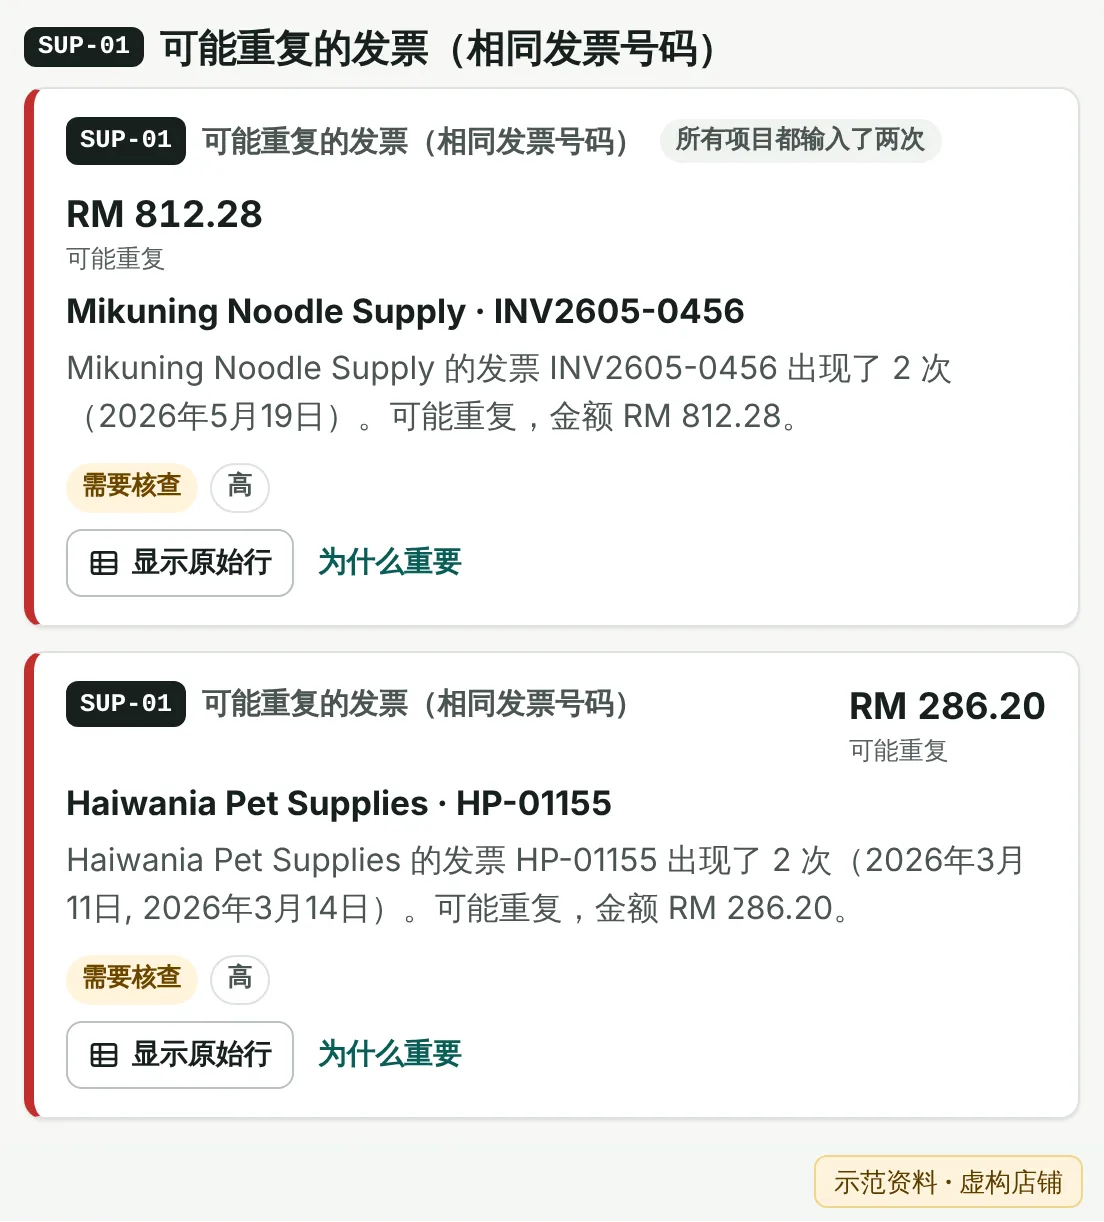 SUP-01 可能重复的发票（相同发票号码）
SUP-01 可能重复的发票（相同发票号码） 所有项目都输入了两次
RM 812.28
可能重复
Mikuning Noodle Supply · INV2605-0456
Mikuning Noodle Supply 的发票 INV2605-0456 出现了 2 次
（2026年5月19日）。可能重复，金额 RM 812.28。
需要核查 高
显示原始行 为什么重要
SUP-01 可能重复的发票（相同发票号码） RM 286.20
可能重复
Haiwania Pet Supplies · HP-01155
Haiwania Pet Supplies 的发票 HP-01155 出现了 2 次（2026年3月
11日, 2026年3月14日）。可能重复，金额 RM 286.20。
需要核查 高
显示原始行 为什么重要
示范资料 · 虚构店铺